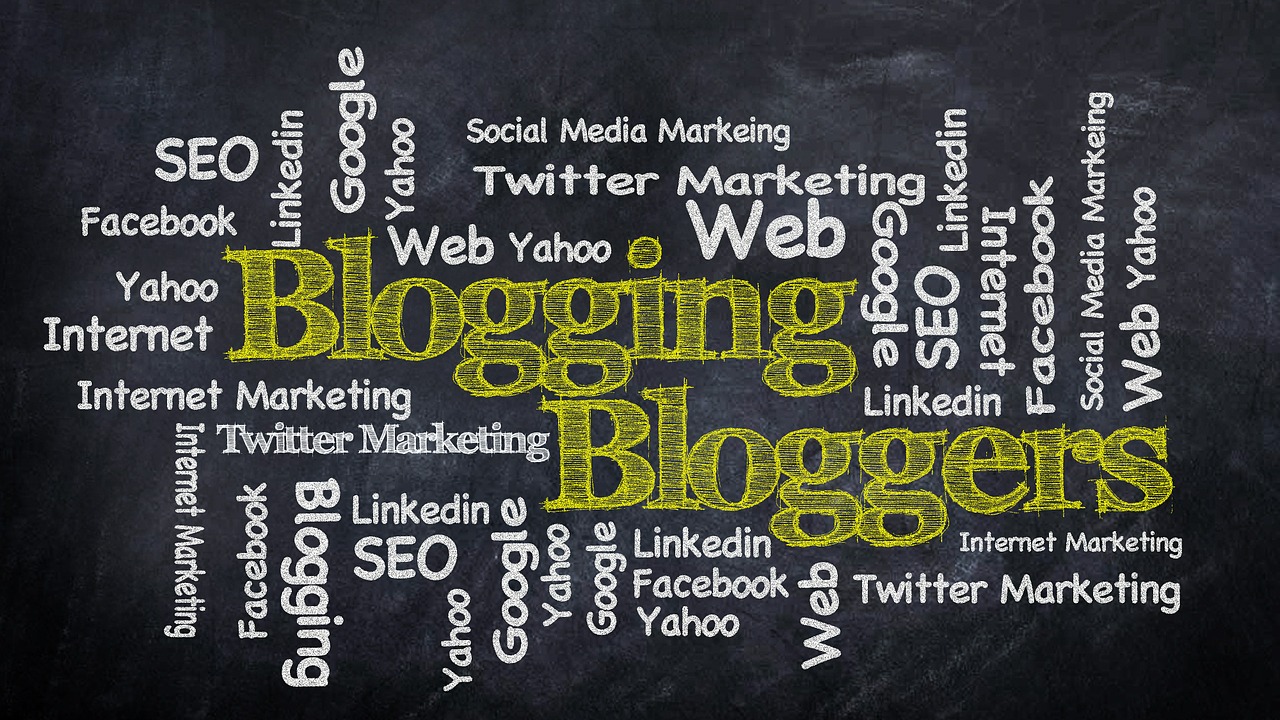 Google
Linkedin
Yahoo
SEO
Social Media Markeing
Twitter Marketing
Facebook
Web Yahoo
Web
Yahoo
Internet
Blogging
Google
Linkedin
SEO
Internet
Facebook
Social Media Markeing
Web Yahoo
Internet Marketing
Linkedin
Twitter Marketing
Bloggers
Internet Marketing
Facebook
Blogging
Linkedin
SEO
Yahoo
Google
Yahoo
Google
Linkedin
Facebook
Yahoo
Web
Internet Marketing
Twitter Marketing